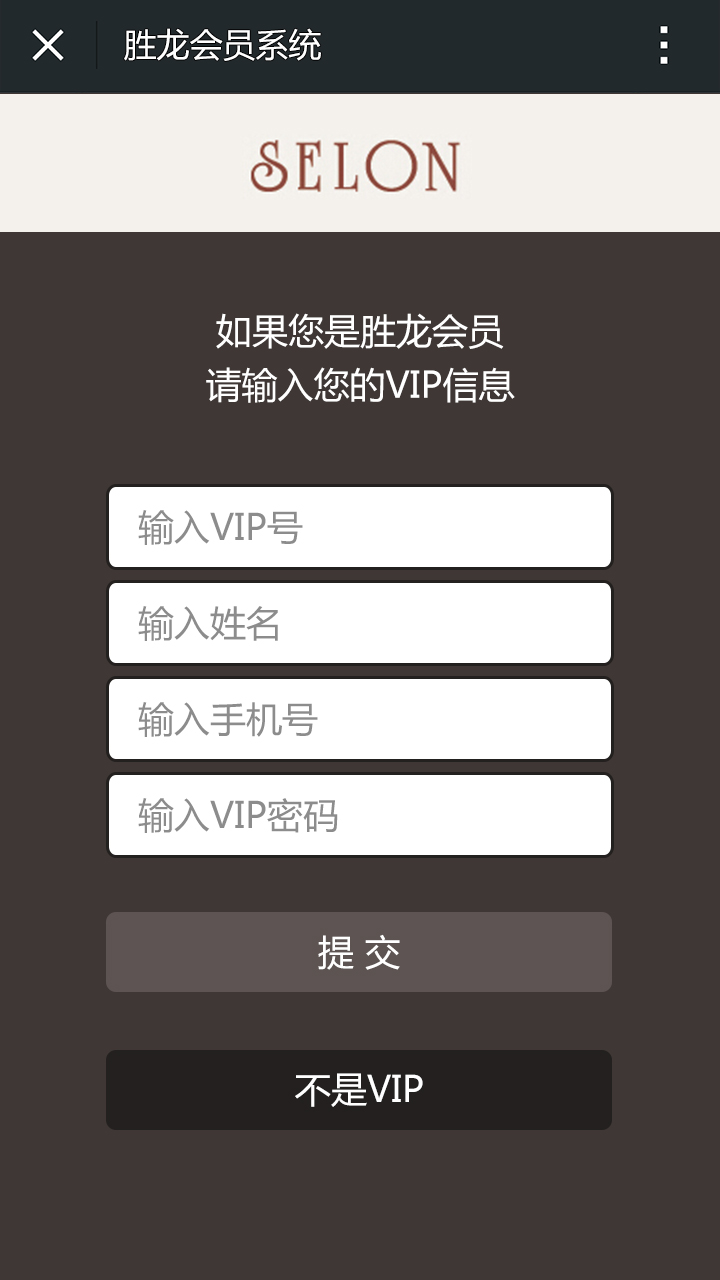 胜龙会员系统
SELON
如果您是胜龙会员
请输入您的VIP信息
输入VIP号
输入姓名
输入手机号
输入VIP密码
提 交
不是VIP